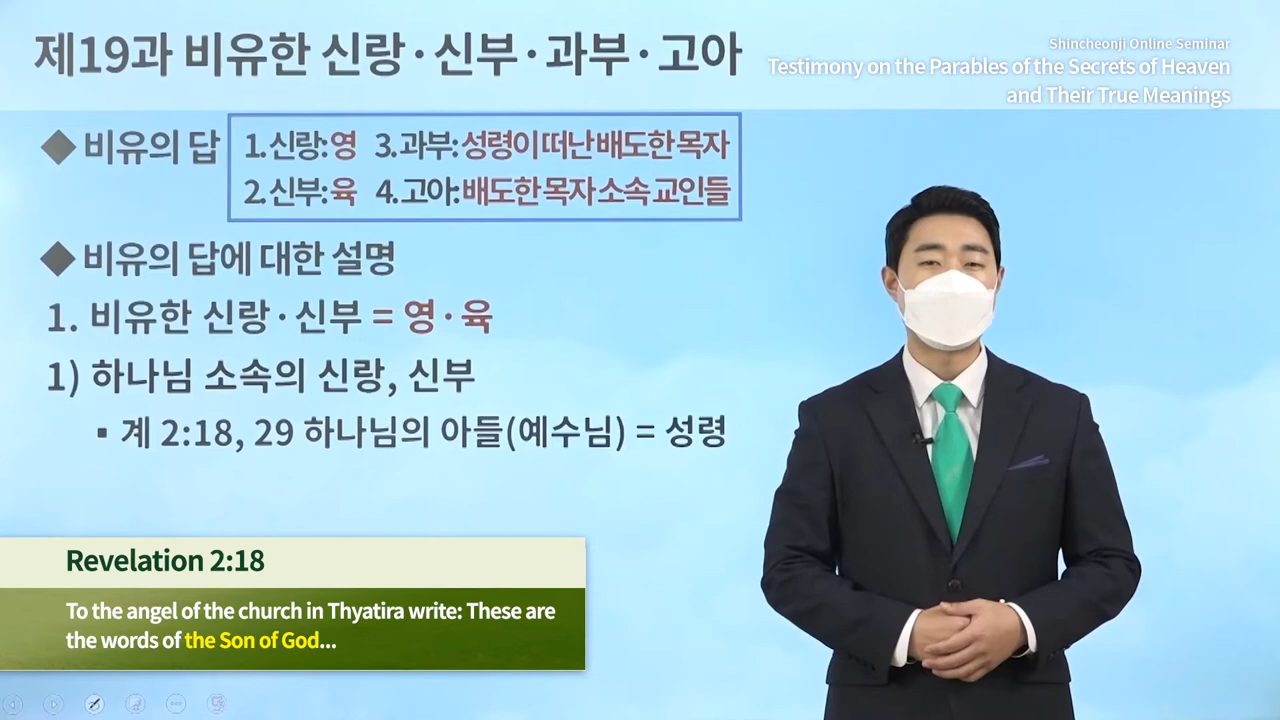 제19과 비유한 신랑·신부·과부·고아
Shincheonji Online Seminar
Testimony on the Parables of the Secrets of Heaven
and Their True Meanings
◆ 비유의 답
1. 신랑: 영 3. 과부: 성령이 떠난 배도한 목자
2. 신부: 육 4. 고아: 배도한 목자 소속 교인들
◆ 비유의 답에 대한 설명
1. 비유한 신랑·신부 = 영·육
1) 하나님 소속의 신랑, 신부
▪ 계 2:18, 29 하나님의 아들(예수님) = 성령
Revelation 2:18
To the angel of the church in Thyatira write: These are
the words of the Son of God...